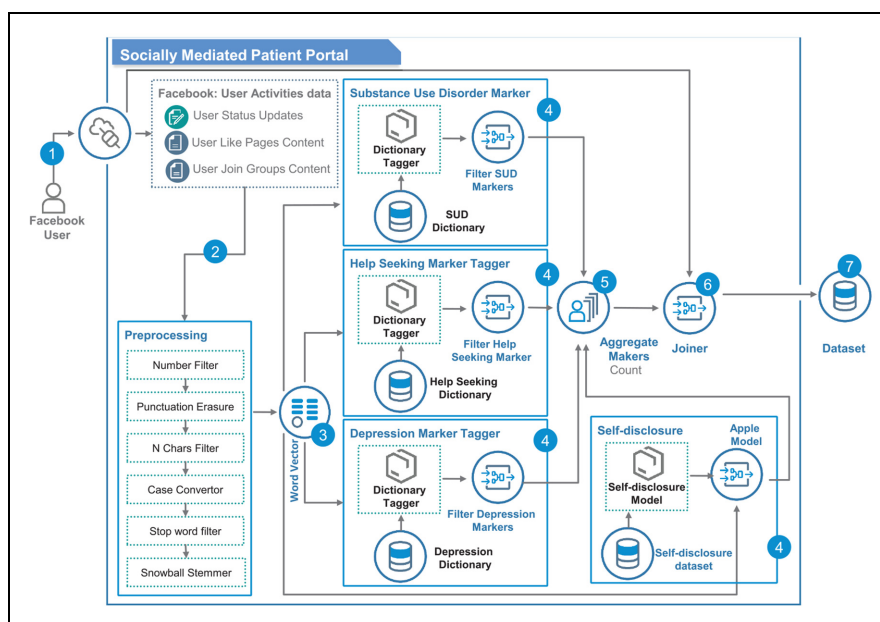 Socially Mediated Patient Portal
Facebook: User Activities data
User Status Updates
User Like Pages Content
User Join Groups Content
1
Facebook
User
2
Preprocessing
Number Filter
Punctuation Erasure
N Chars Filter
Case Convertor
Stop word filter
Snowball Stemmer
Word Vector
3
Substance Use Disorder Marker
4
Dictionary
Tagger
Filter SUD
Markers
SUD
Dictionary
Help Seeking Marker Tagger
4
Dictionary
Tagger
Filter Help
Seeking Marker
Help Seeking
Dictionary
Depression Marker Tagger
4
Dictionary
Tagger
Filter Depression
Markers
Depression
Dictionary
5
Aggregate
Makers
Count
6
Joiner
7
Dataset
Self-disclosure
Apple
Model
Self-disclosure
Model
Self-disclosure
dataset
4